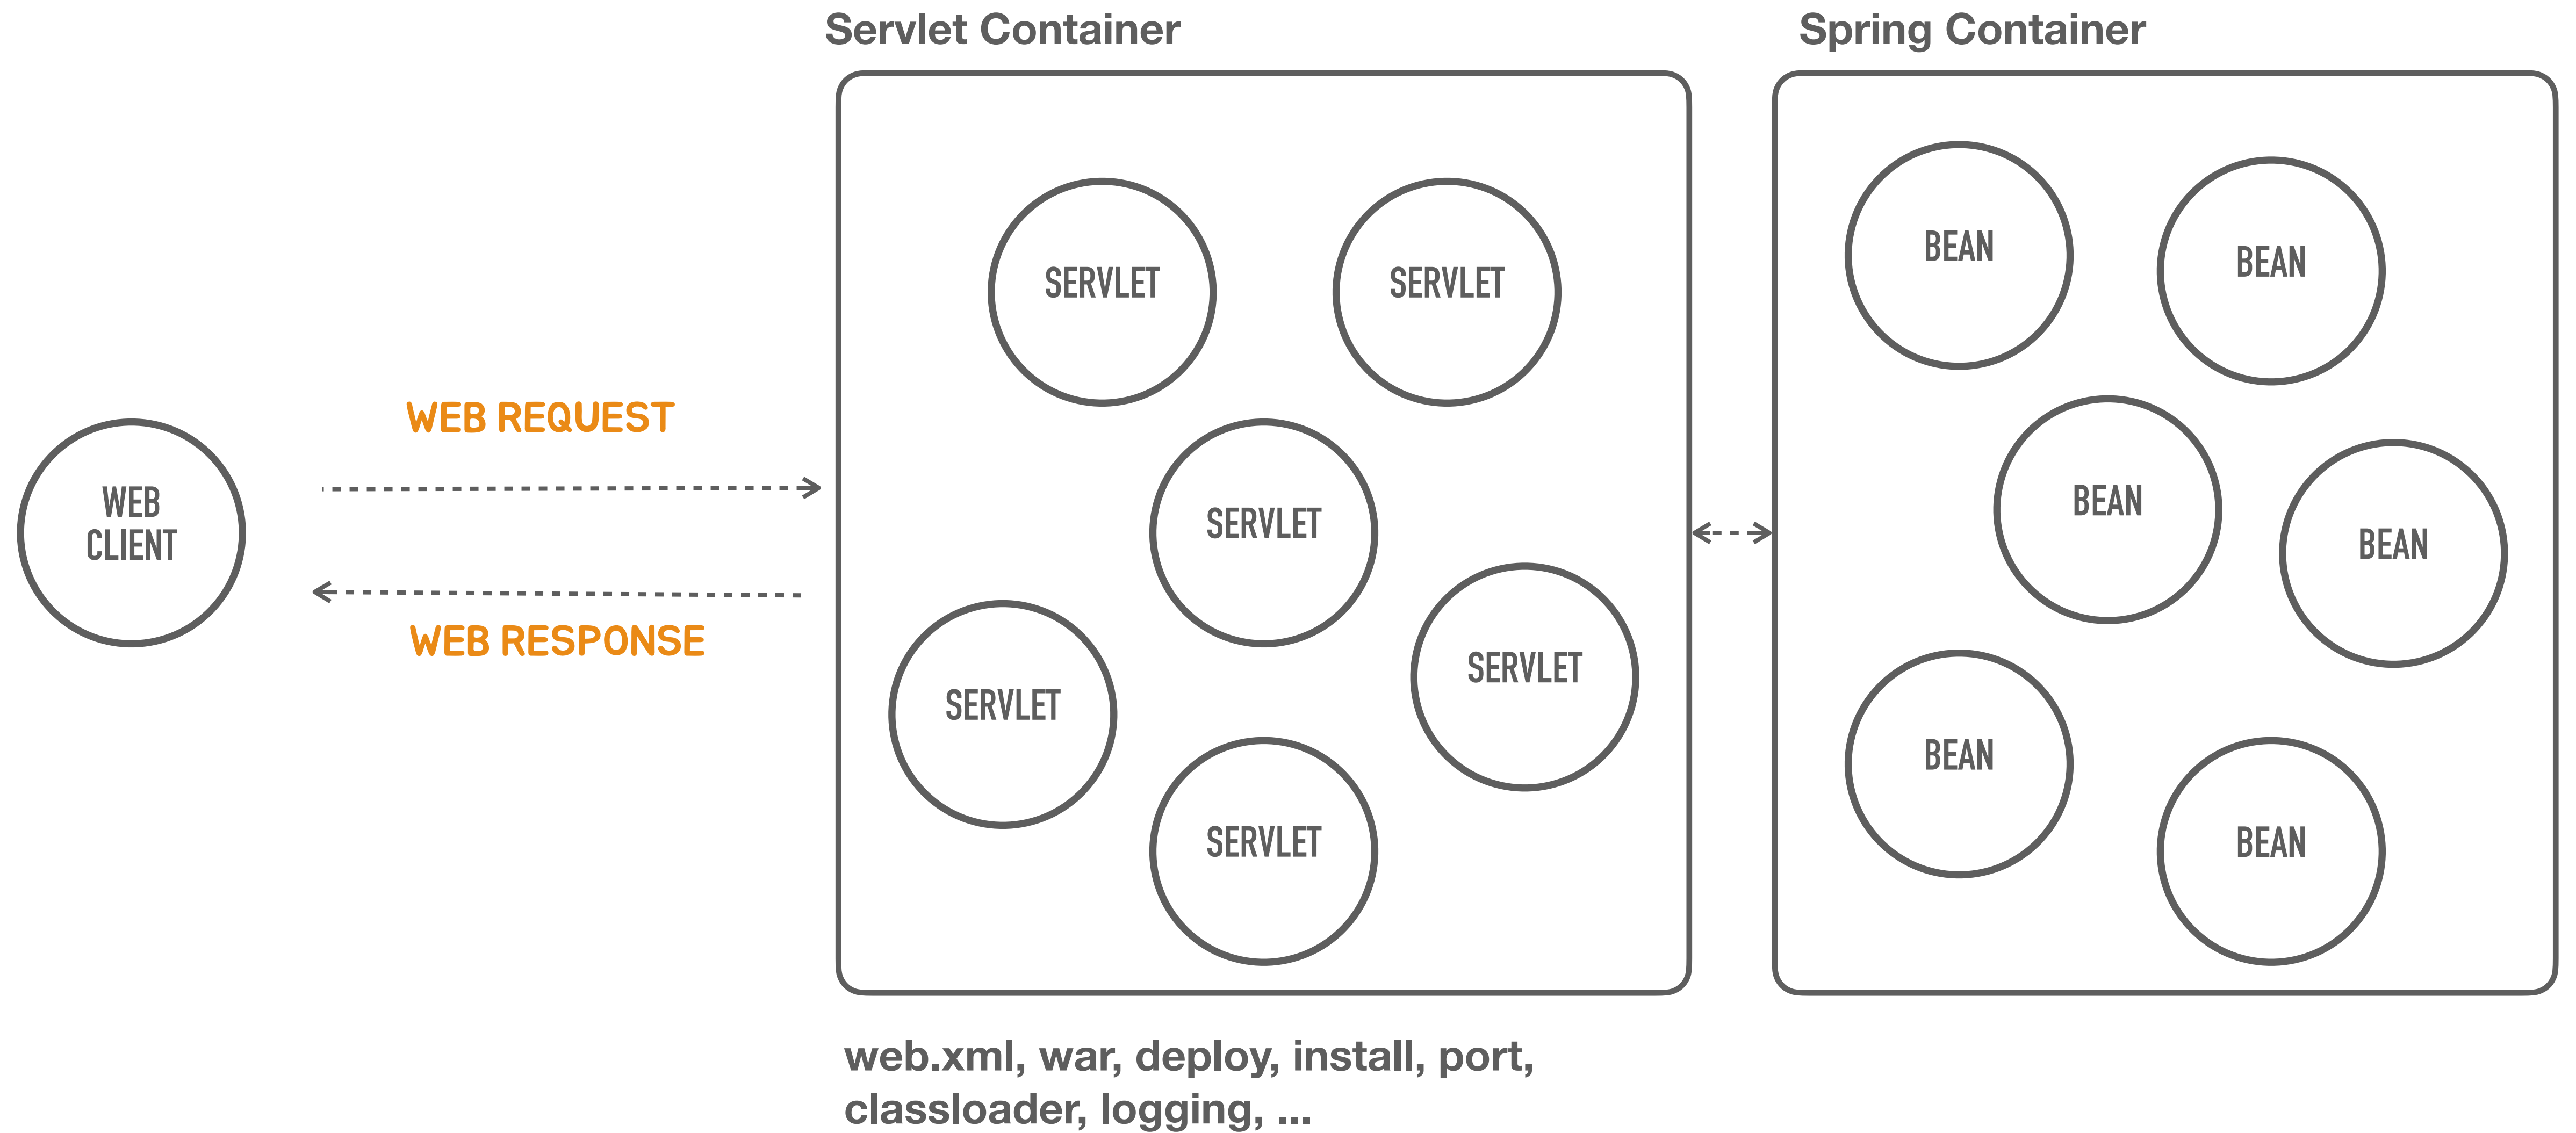 Servlet Container
Spring Container
WEB
CLIENT
WEB REQUEST
WEB RESPONSE
SERVLET
SERVLET
SERVLET
SERVLET
SERVLET
SERVLET
BEAN
BEAN
BEAN
BEAN
BEAN
BEAN
web.xml, war, deploy, install, port,
classloader, logging, ...